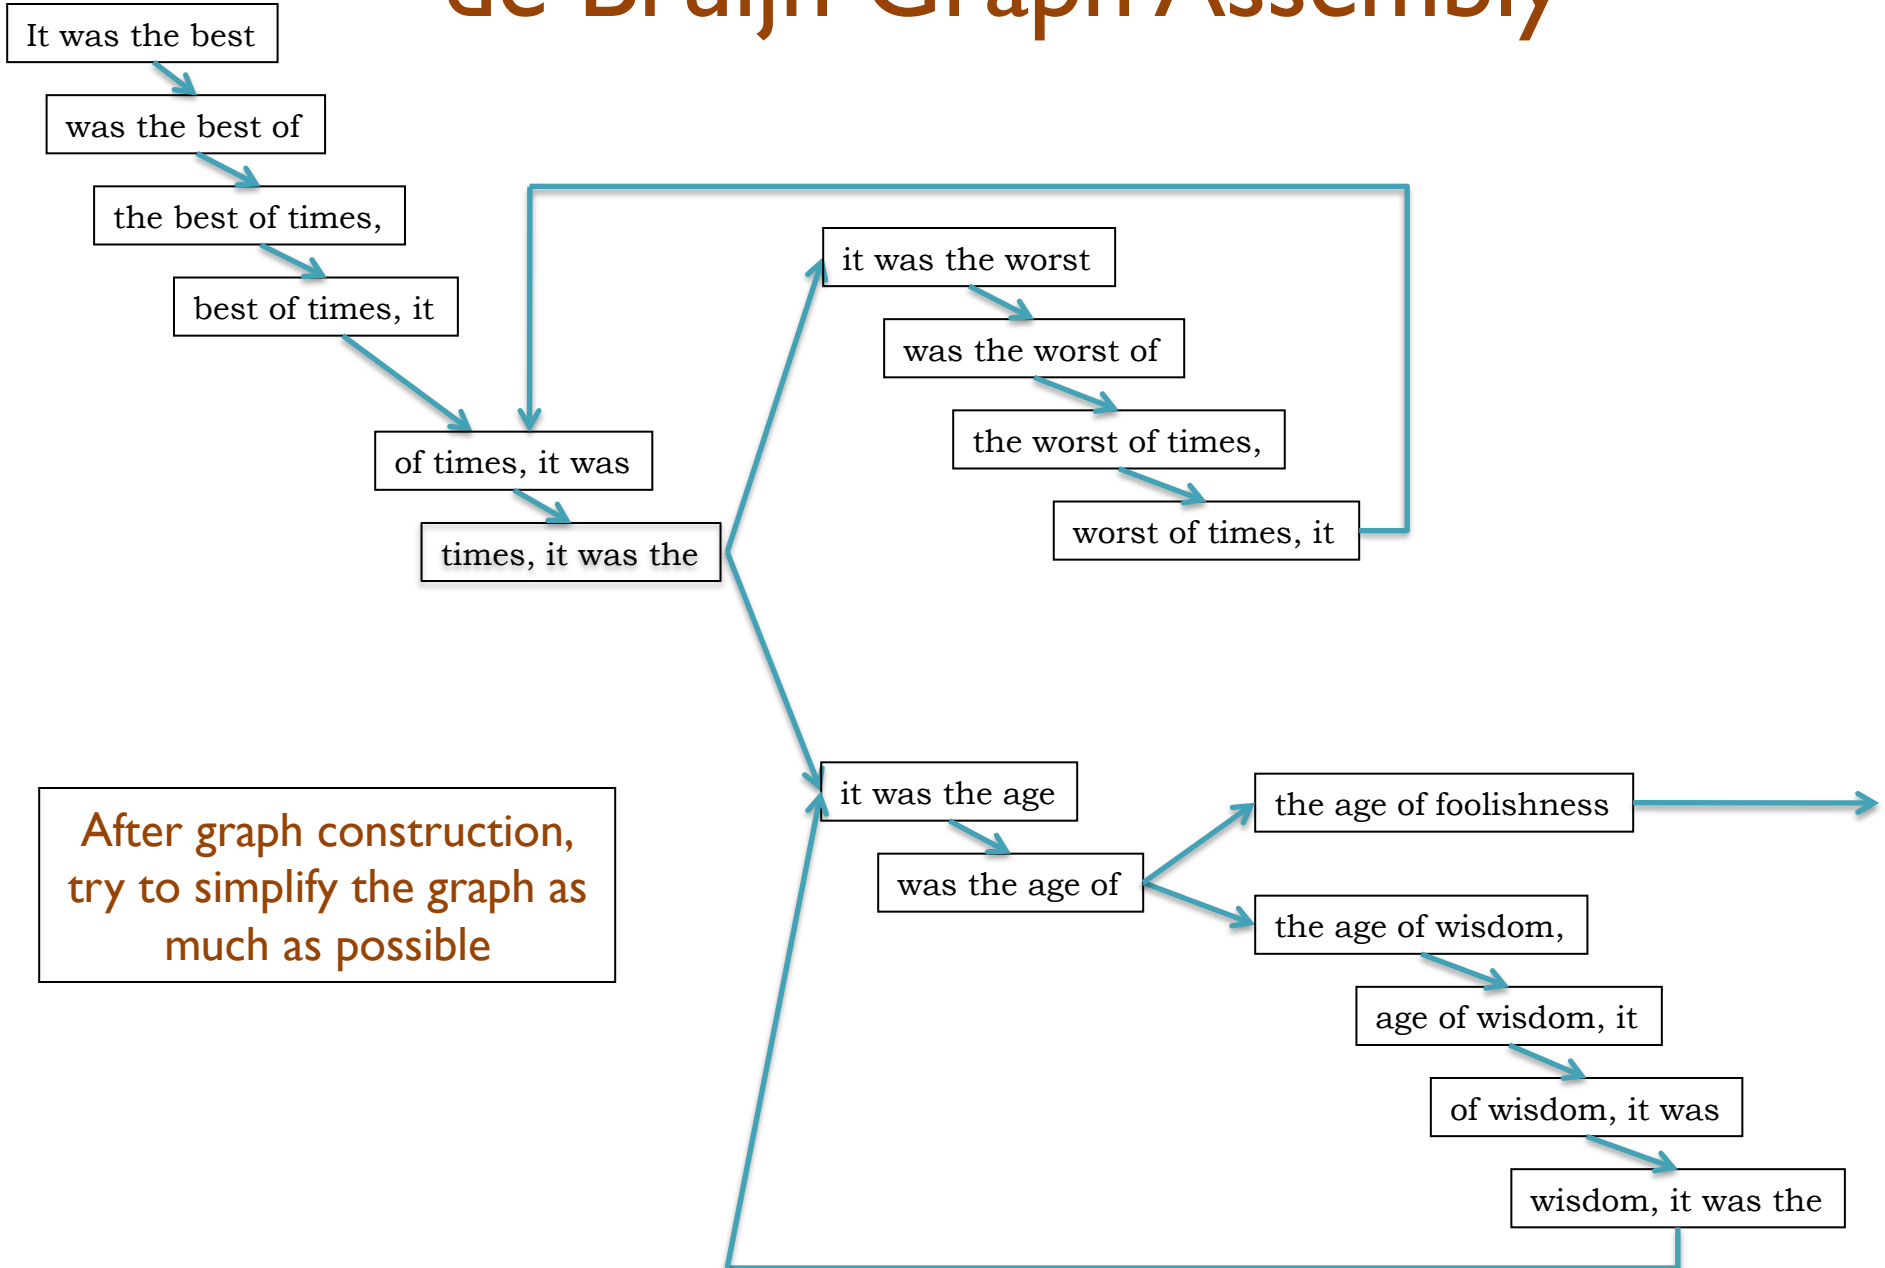 de Bruijn Graph Assembly
It was the best
was the best of
the best of times,
best of times, it
of times, it was
times, it was the
it was the worst
was the worst of
the worst of times,
worst of times, it
it was the age
was the age of
the age of foolishness
the age of wisdom,
age of wisdom, it
of wisdom, it was
wisdom, it was the
After graph construction,
try to simplify the graph as
much as possible